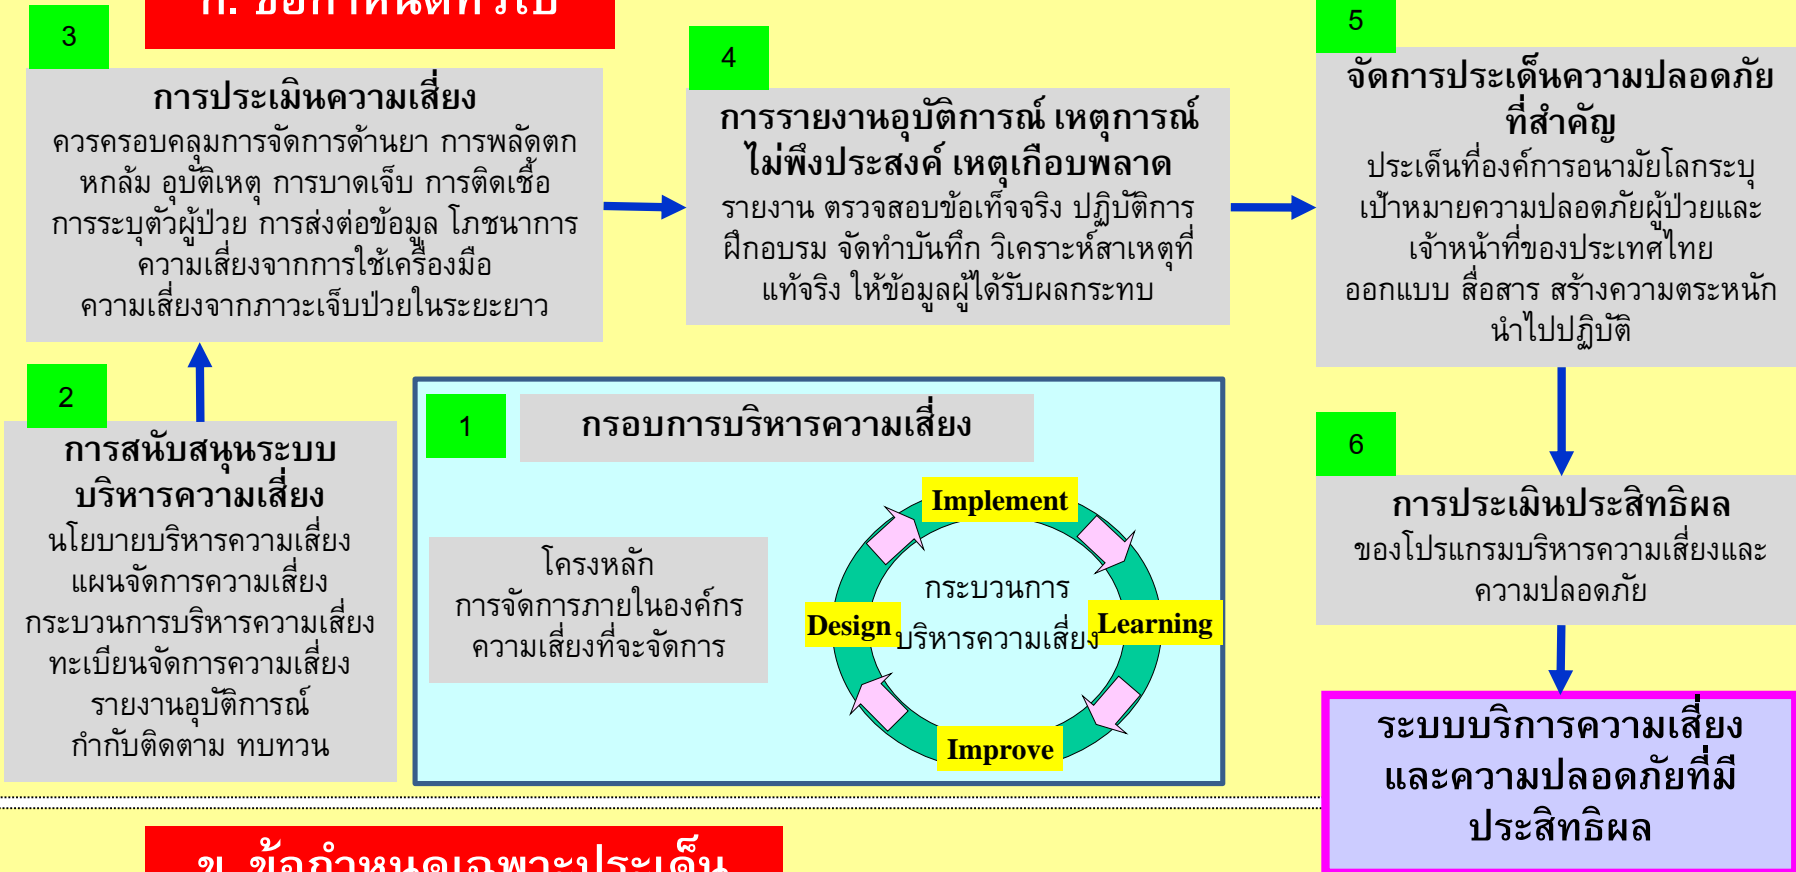 ก. ข้อกำหนดทั่วไป
3
การประเมินความเสี่ยง
ควรครอบคลุมการจัดการด้านยา การพลัดตก
หกล้ม อุบัติเหตุ การบาดเจ็บ การติดเชื้อ
การระบุตัวผู้ป่วย การส่งต่อข้อมูล โภชนาการ
ความเสี่ยงจากการใช้เครื่องมือ
ความเสี่ยงจากภาวะเจ็บป่วยในระยะยาว
4
การรายงานอุบัติการณ์ เหตุการณ์
ไม่พึงประสงค์ เหตุเกือบพลาด
รายงาน ตรวจสอบข้อเท็จจริง ปฏิบัติการ
ฝึกอบรม จัดทำบันทึก วิเคราะห์สาเหตุที่
แท้จริง ให้ข้อมูลผู้ได้รับผลกระทบ
5
จัดการประเด็นความปลอดภัย
ที่สำคัญ
ประเด็นที่องค์การอนามัยโลกระบุ
เป้าหมายความปลอดภัยผู้ป่วยและ
เจ้าหน้าที่ของประเทศไทย
ออกแบบ สื่อสาร สร้างความตระหนัก
นำไปปฏิบัติ
2
การสนับสนุนระบบ
บริหารความเสี่ยง
นโยบายบริหารความเสี่ยง
แผนจัดการความเสี่ยง
กระบวนการบริหารความเสี่ยง
ทะเบียนจัดการความเสี่ยง
รายงานอุบัติการณ์
กำกับติดตาม ทบทวน
1
กรอบการบริหารความเสี่ยง
โครงหลัก
การจัดการภายในองค์กร
ความเสี่ยงที่จะจัดการ
Implement
กระบวนการ
บริหารความเสี่ยง
Design
Learning
Improve
6
การประเมินประสิทธิผล
ของโปรแกรมบริหารความเสี่ยงและ
ความปลอดภัย
ระบบบริการความเสี่ยง
และความปลอดภัยที่มี
ประสิทธิผล
ข. ข้อกำหนดเฉพาะประเด็น